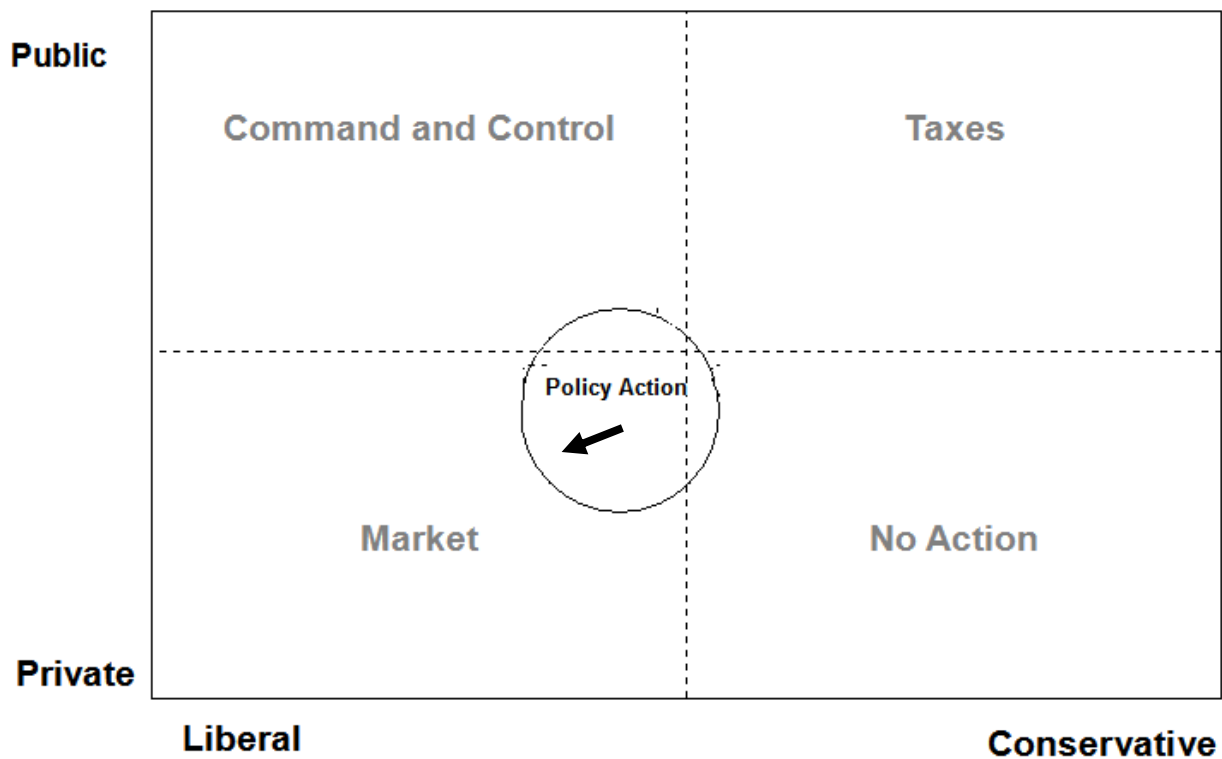 Public
Command and Control
Taxes
Policy Action
Market
No Action
Private
Liberal
Conservative